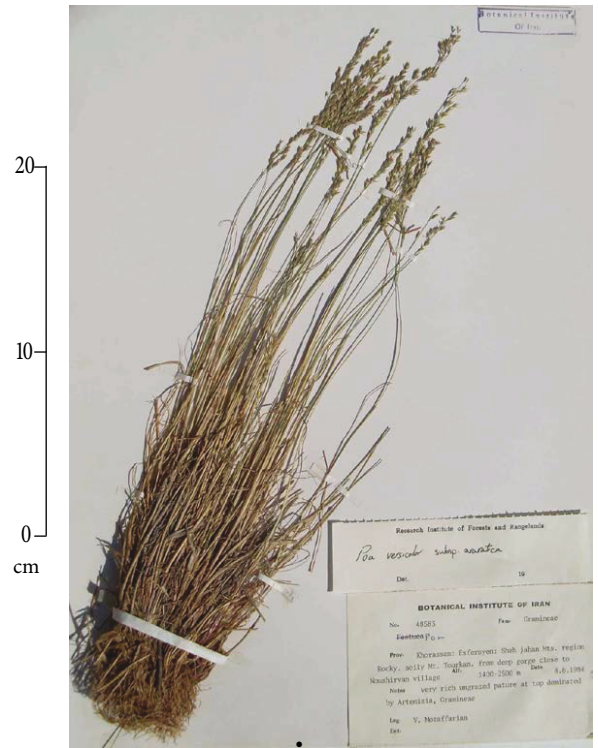 Botanical Institute
Of Iran
20
10
0
cm
Research Institute of Forests and Rangelands
Poa versicolor subsp. araratica
Det. 19
BOTANICAL INSTITUTE OF IRAN
No. 48583 Fam. Gramineae
Poa
Prov. Khorassan: Esfarayen: Shah jahan Mts. region
Rocky, soily Mt. Tourkan, from deep gorge close to
Noushirvan village Alt. 1400-2500 m Date 8.6.1984
Notes very rich ungrazed pature at top dominated
by Artemisia, Gramineae
Leg. V. Mozaffarian
Det.